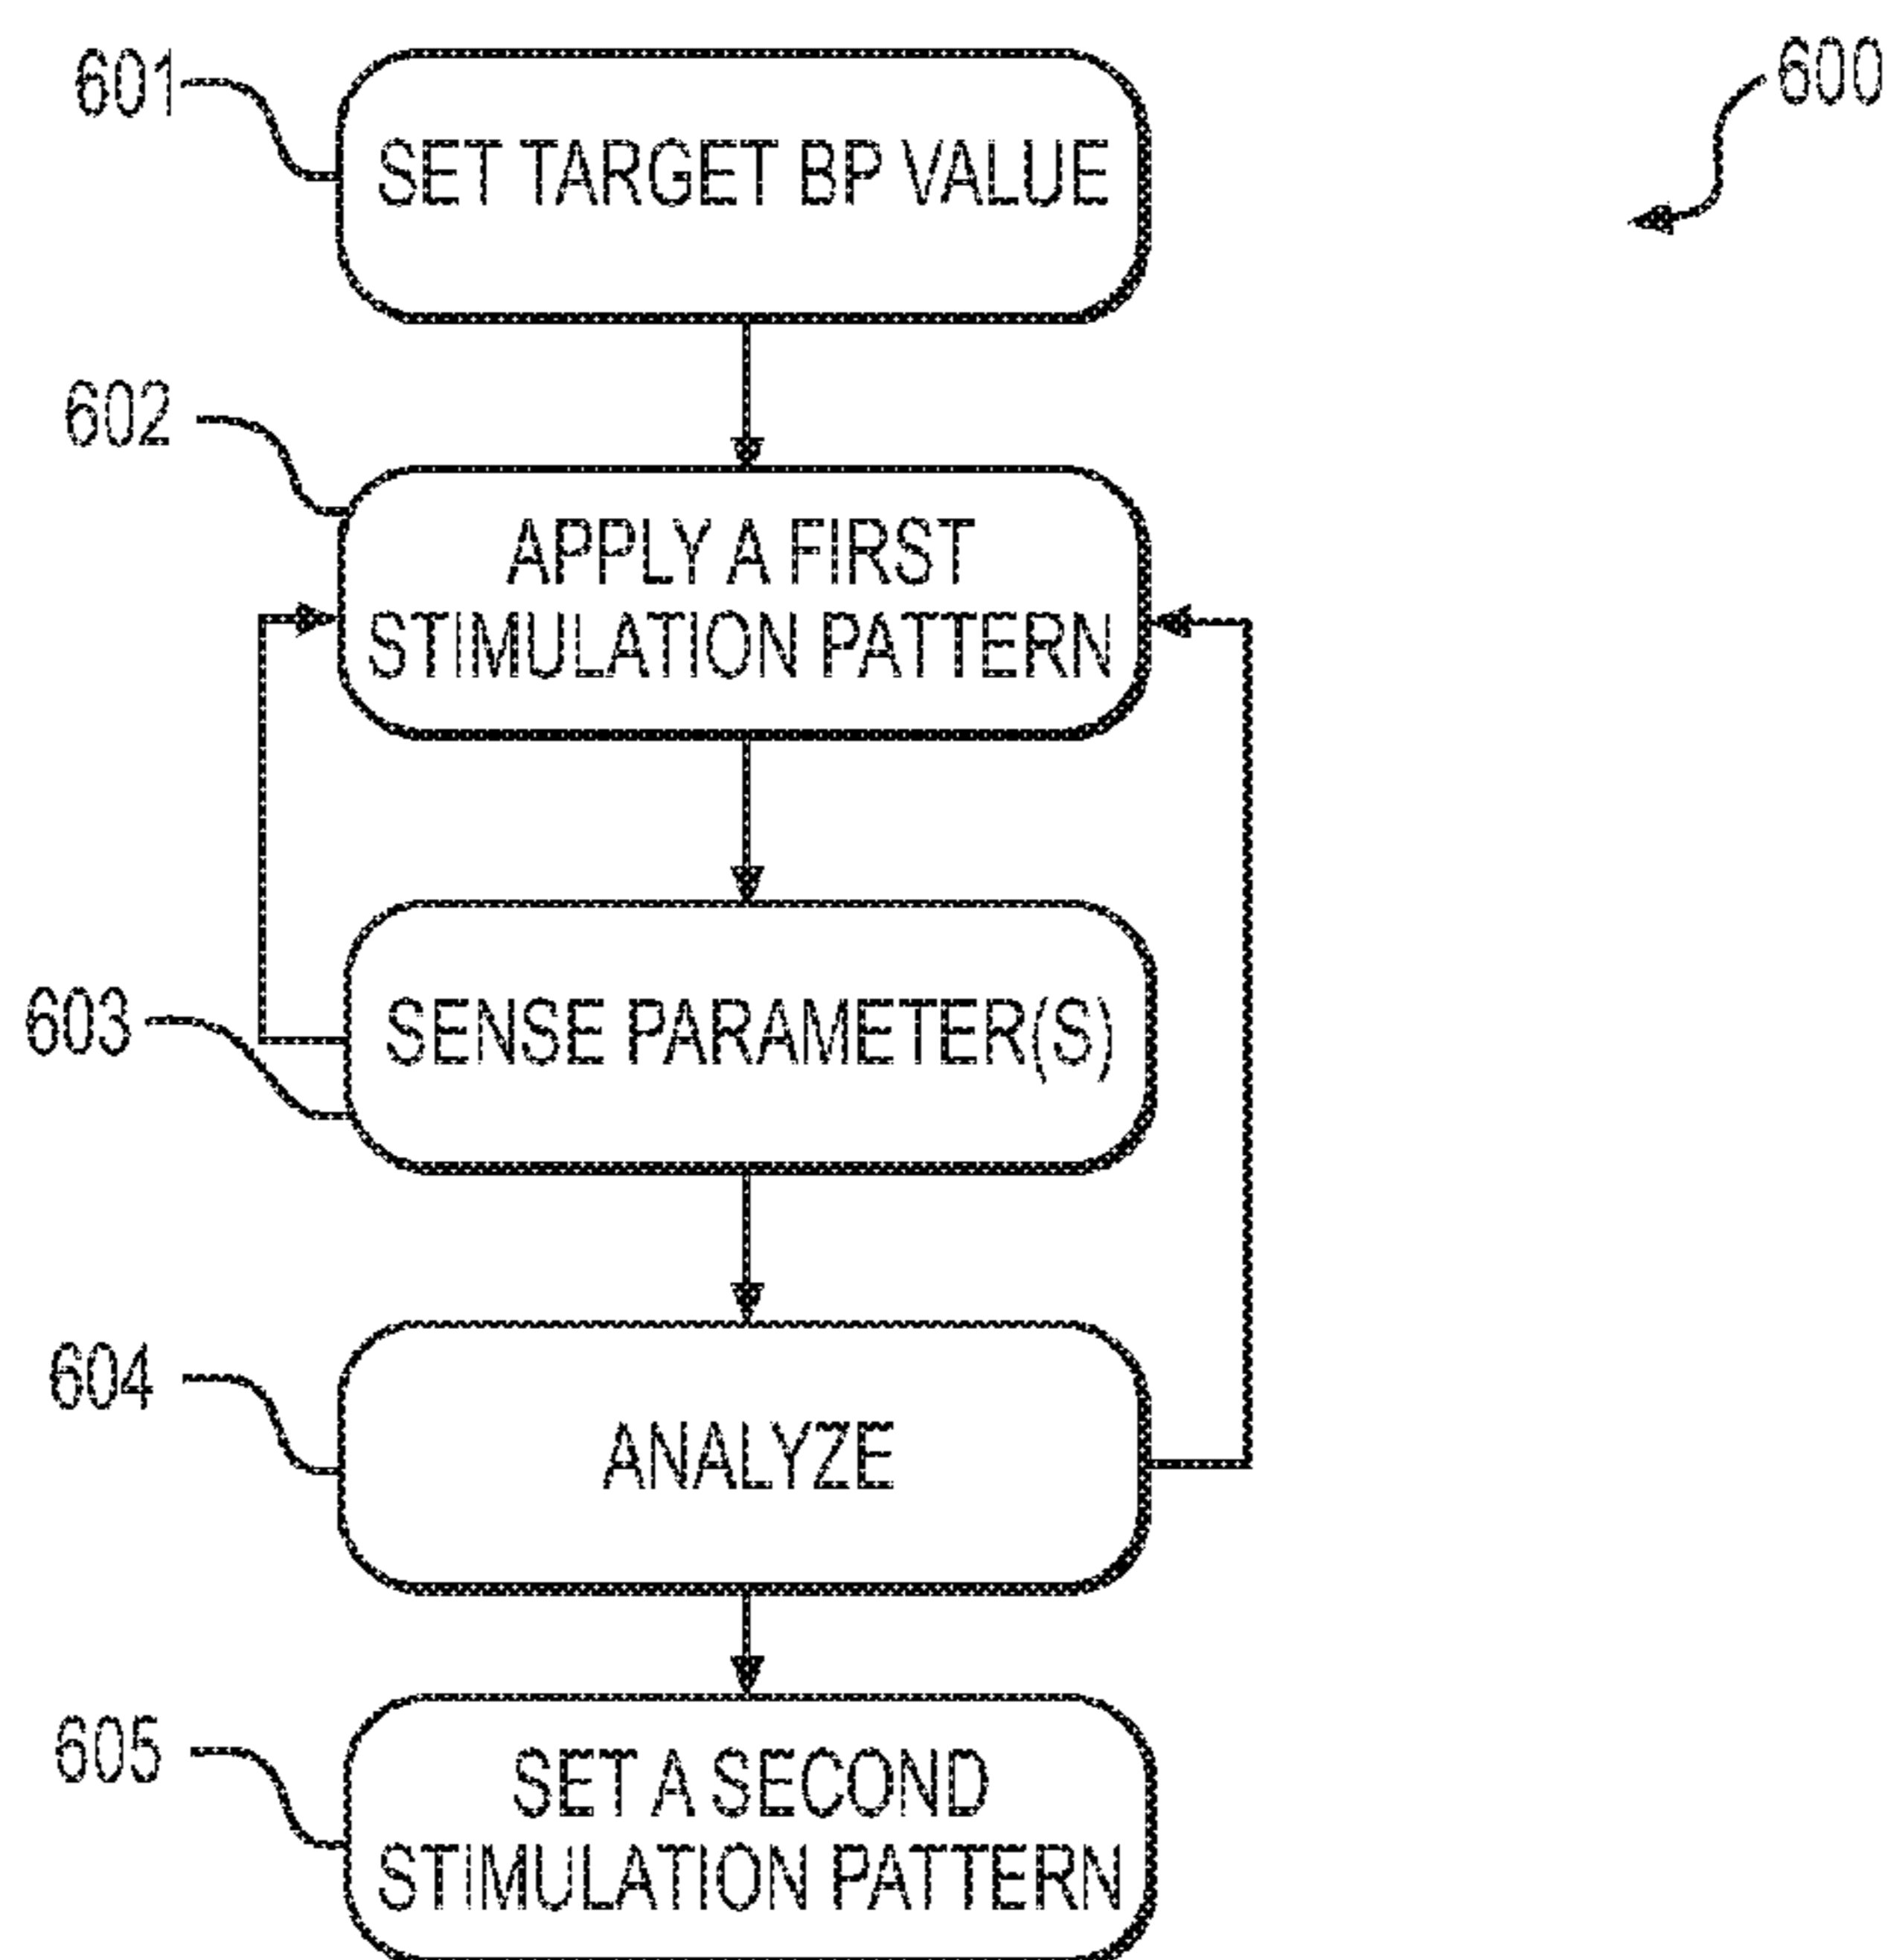 600
601
SET TARGET BP VALUE
602
APPLY A FIRST
STIMULATION PATTERN
603
SENSE PARAMETER(S)
604
ANALYZE
605
SET A SECOND
STIMULATION PATTERN